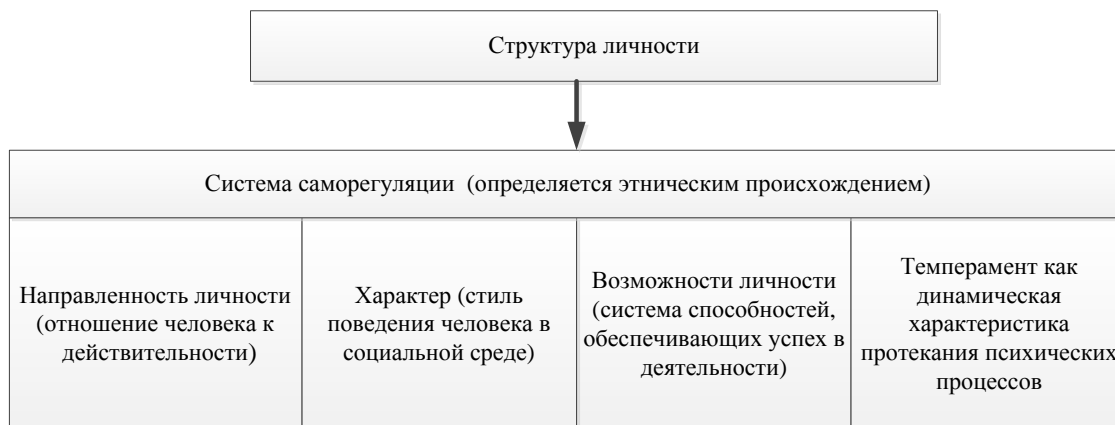 Структура личности
Система саморегуляции (определяется этническим происхождением)
Направленность личности
(отношение человека к
действительности)
Характер (стиль
поведения человека в
социальной среде)
Возможности личности
(система способностей,
обеспечивающих успех в
деятельности)
Темперамент как
динамическая
характеристика
протекания психических
процессов